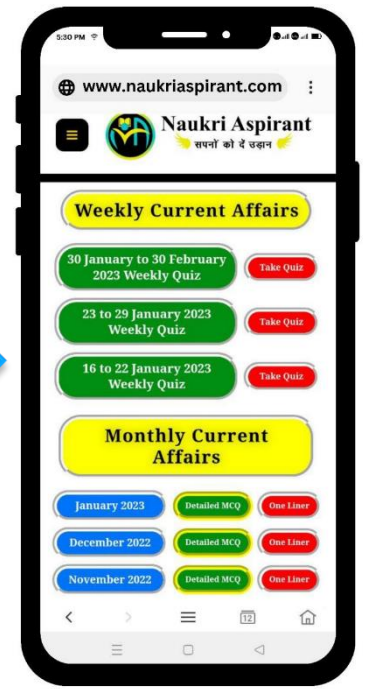 5:30 PM
www.naukriaspirant.com
Naukri Aspirant
सपनों को दें उड़ान
Weekly Current Affairs
30 January to 30 February
2023 Weekly Quiz
Take Quiz
23 to 29 January 2023
Weekly Quiz
Take Quiz
16 to 22 January 2023
Weekly Quiz
Take Quiz
Monthly Current
Affairs
January 2023 Detailed MCQ One Liner
December 2022 Detailed MCQ One Liner
November 2022 Detailed MCQ One Liner
12